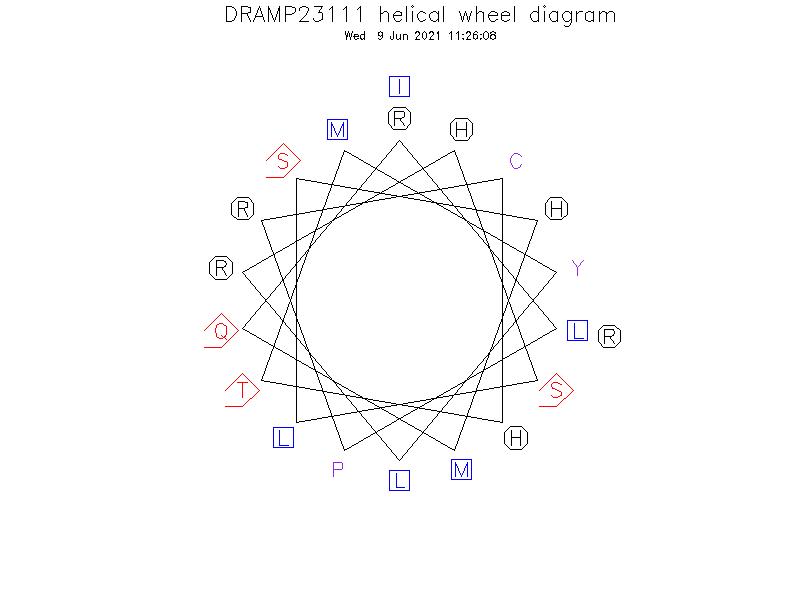 DRAMP23111 helical wheel diagram
Wed 9 Jun 2021 11:26:08
I
M R H
S C
R H
R Y
Q L R
T S
L H
P L M